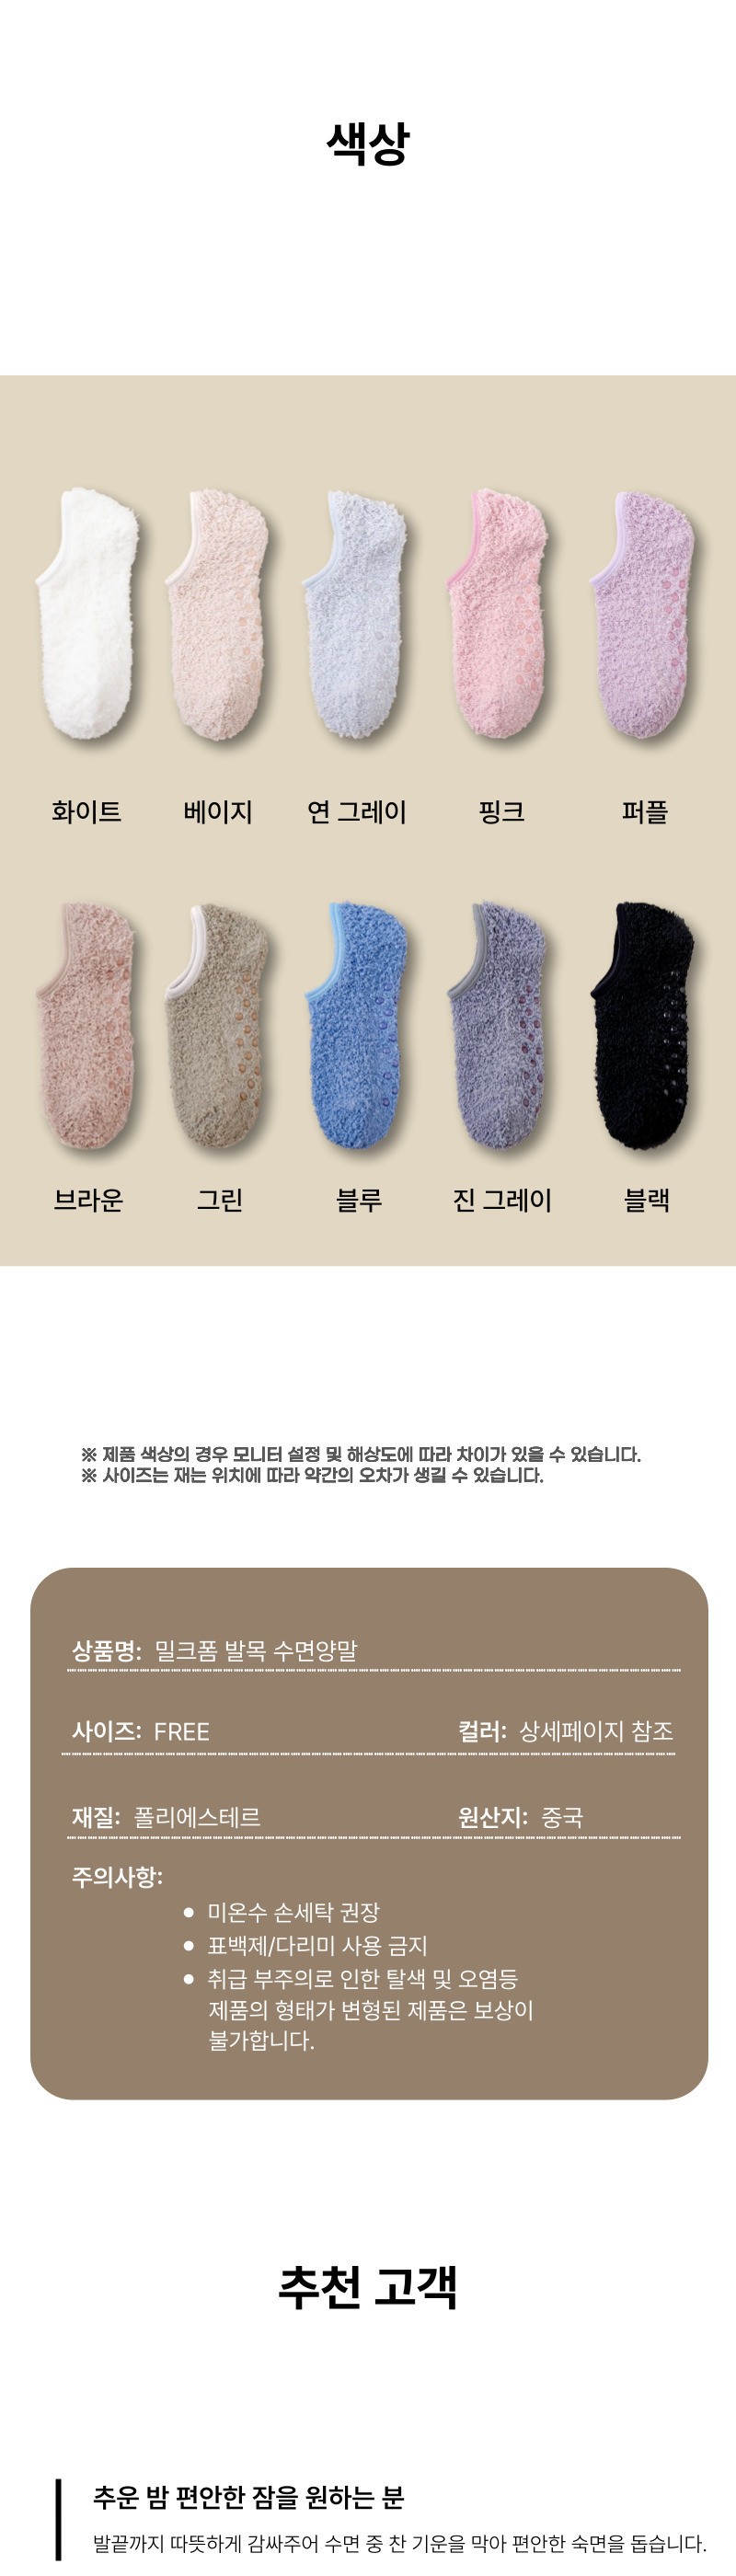 색상
화이트 베이지 연 그레이 핑크 퍼플
브라운 그린 블루 진 그레이 블랙
※ 제품 색상의 경우 모니터 설정 및 해상도에 따라 차이가 있을 수 있습니다.
※ 사이즈는 재는 위치에 따라 약간의 오차가 생길 수 있습니다.
상품명: 밀크폼 발목 수면양말
사이즈: FREE 컬러: 상세페이지 참조
재질: 폴리에스테르 원산지: 중국
주의사항:
• 미온수 손세탁 권장
• 표백제/다리미 사용 금지
• 취급 부주의로 인한 탈색 및 오염등
제품의 형태가 변형된 제품은 보상이
불가합니다.
추천 고객
추운 밤 편안한 잠을 원하는 분
발끝까지 따뜻하게 감싸주어 수면 중 찬 기운을 막아 편안한 숙면을 돕습니다.